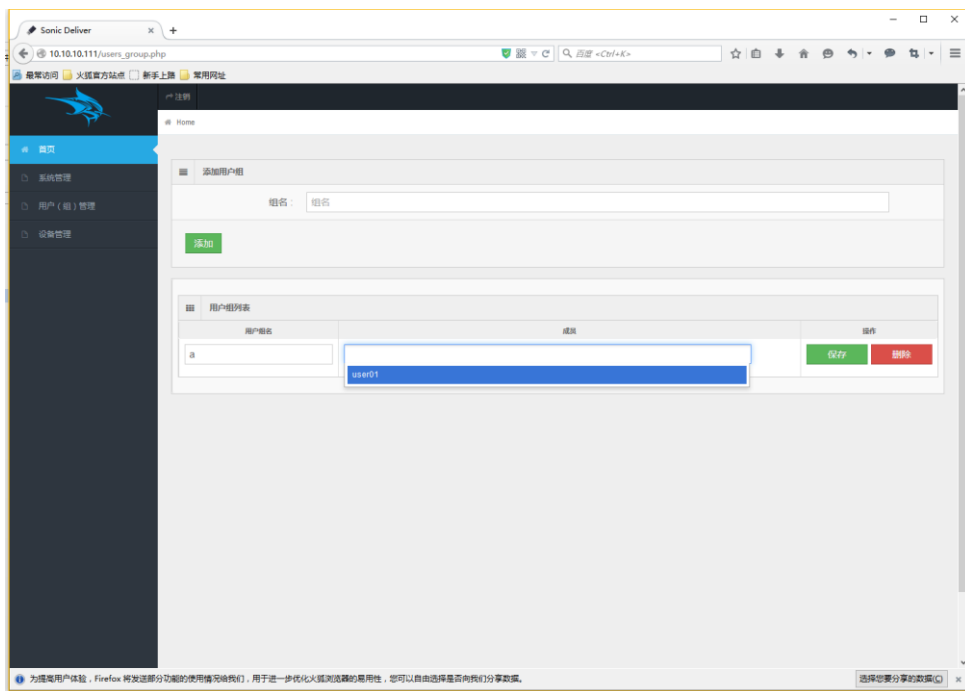 Sonic Deliver
10.10.10.111/users_group.php
百度 <Ctrl+K>
最常访问 火狐官方站点 新手上路 常用网址
注销
Home
首页
系统管理
用户（组）管理
设备管理
添加用户组
组名： 组名
添加
用户组列表
用户组名 成员 操作
a 保存 删除
user01
为提高用户体验，Firefox 将发送部分功能的使用情况给我们，用于进一步优化火狐浏览器的易用性，您可以自由选择是否向我们分享数据。 选择您要分享的数据(C)